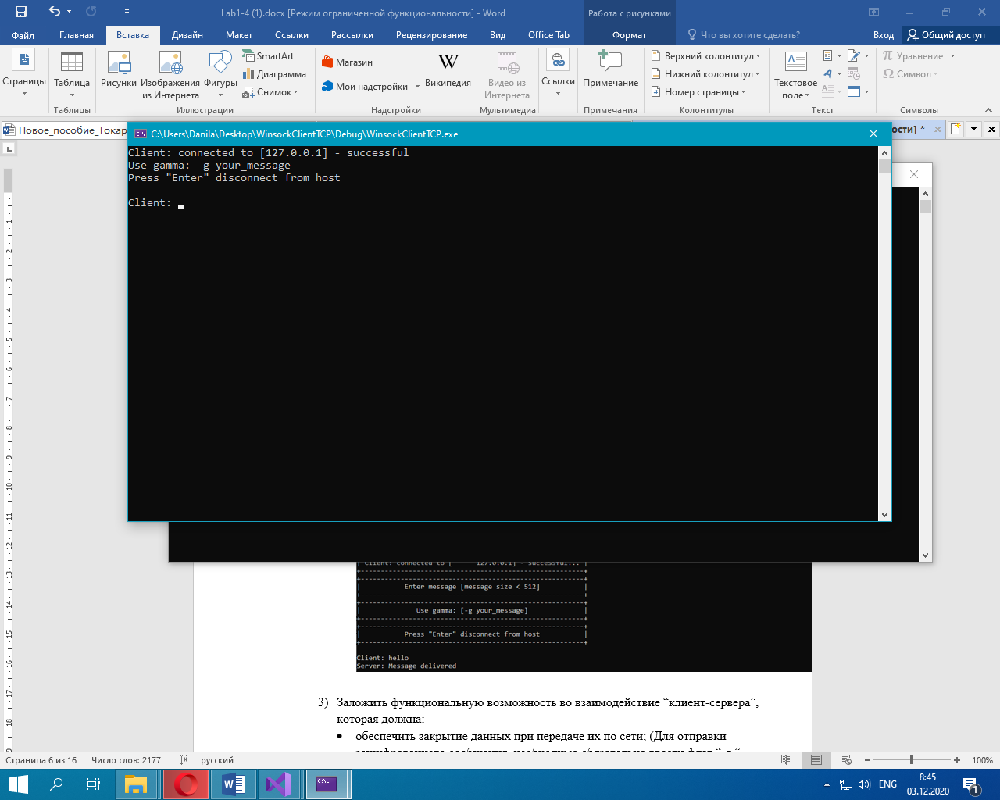 Lab1-4 (1).docx [Режим ограниченной функциональности] - Word
Работа с рисунками
Файл
Главная
Вставка
Дизайн
Макет
Ссылки
Рассылки
Рецензирование
Вид
Office Tab
Формат
Что вы хотите сделать?
Вход
Общий доступ
Страницы
Таблица
Таблицы
Рисунки
Изображения
из Интернета
Фигуры
SmartArt
Диаграмма
Снимок
Иллюстрации
Магазин
Мои надстройки
W
Википедия
Надстройки
Видео из
Интернета
Мультимедиа
Ссылки
Примечание
Примечания
Верхний колонтитул
Нижний колонтитул
Номер страницы
Колонтитулы
Текстовое
поле
Текст
Уравнение
Символ
Символы
Новое_пособие_Токар
ости] *
C:\Users\Danila\Desktop\WinsockClientTCP\Debug\WinsockClientTCP.exe
Client: connected to [127.0.0.1] - successful
Use gamma: -g your_message
Press "Enter" disconnect from host
Client:
Client: connected to [ 127.0.0.1] - successful...
Enter message [message size < 512]
Use gamma: [-g your_message]
Press "Enter" disconnect from host
Client: hello
Server: Message delivered
3) Заложить функциональную возможность во взаимодействие “клиент-сервера”,
которая должна:
• обеспечить закрытие данных при передаче их по сети; (Для отправки
Страница 6 из 16
Число слов: 2177
русский
100%
ENG
8:45
03.12.2020
1